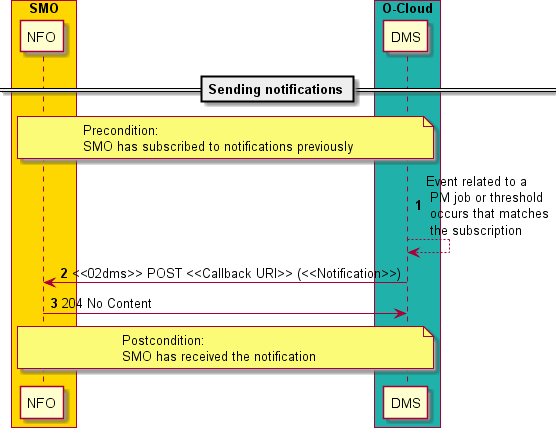 SMO
O-Cloud
NFO
DMS
Sending notifications
Precondition:
SMO has subscribed to notifications previously
1 Event related to a
PM job or threshold
occurs that matches
the subscription
2 <<02dms>> POST <<Callback URI>> (<<Notification>>)
3 204 No Content
Postcondition:
SMO has received the notification
NFO
DMS